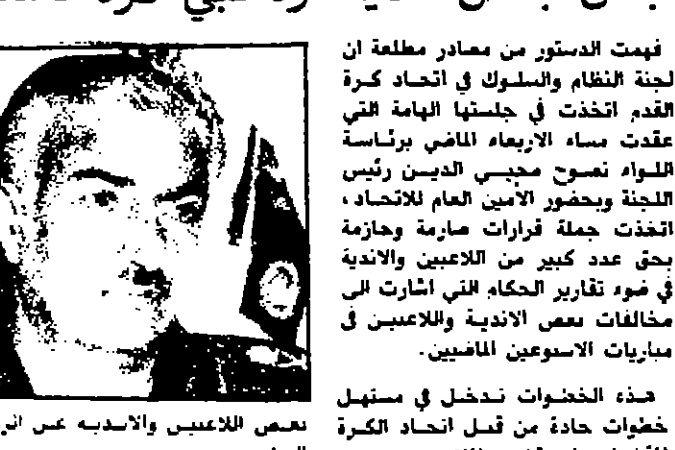 فهمت الدستور من مصادر مطلعة ان
لجنة النظام والسلوك في اتحاد كرة
القدم اتخذت في جلستها الهامة التي
عقدت مساء الاربعاء الماضي برئاسة
اللواء نصوح محيي الدين رئيس
اللجنة وبحضور الامين العام للاتحاد ،
اتخذت جملة قرارات صارمة وحازمة
بحق عدد كبير من اللاعبين والاندية
في ضوء تقارير الحكام التي اشارت الى
مخالفات بعض الاندية واللاعبين في
مباريات الاسبوعين الماضيين .
هذه الخطوات تدخل في مستهل
خطوات حادة من قبل اتحاد الكرة
بعض اللاعبين والاندية عن